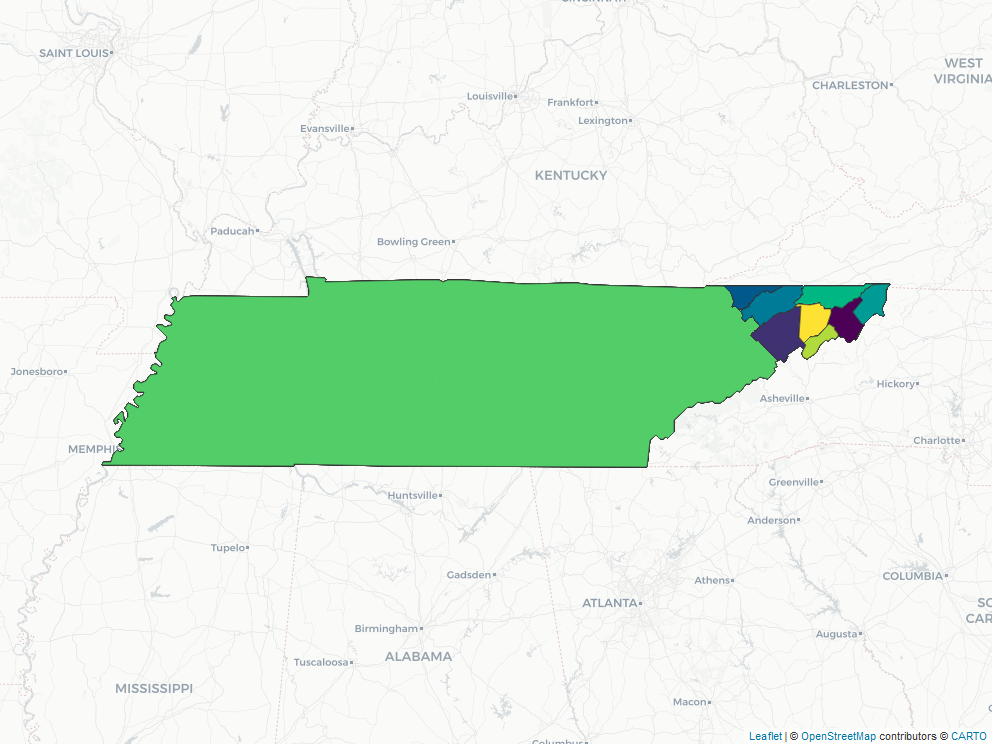 CINCINNATI
SAINT LOUIS
WEST
VIRGINIA
CHARLESTON
Louisville
Frankfort
Lexington
Evansville
KENTUCKY
Paducah
Bowling Green
Jonesboro
Hickory
Asheville
MEMPHIS
Charlotte
Greenville
Huntsville
Anderson
Tupelo
Gadsden
Athens
COLUMBIA
ATLANTA
SO
CAR
Birmingham
Augusta
ALABAMA
Tuscaloosa
MISSISSIPPI
Macon
Columbus
Leaflet | © OpenStreetMap contributors © CARTO